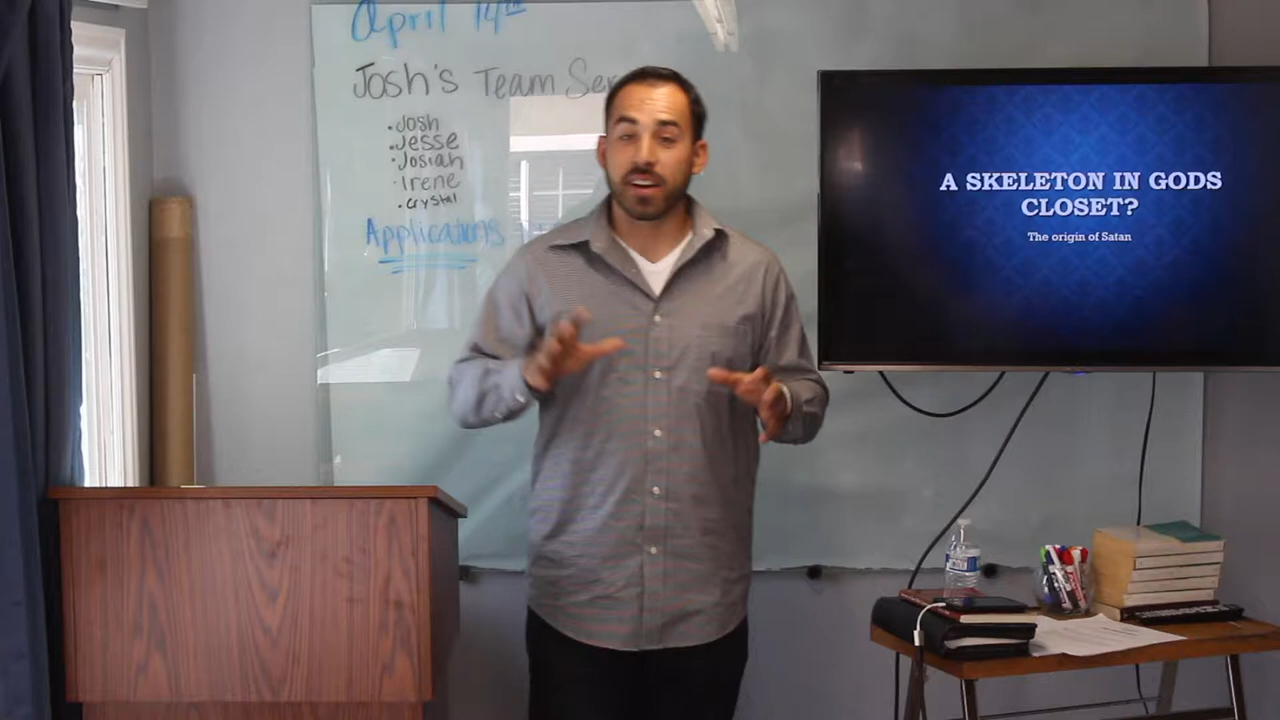 April 14th
Josh's Team Ser
• Josh
• Jesse
• Josiah
• Irene
• crystal
Applications
A SKELETON IN GODS
CLOSET?
The origin of Satan